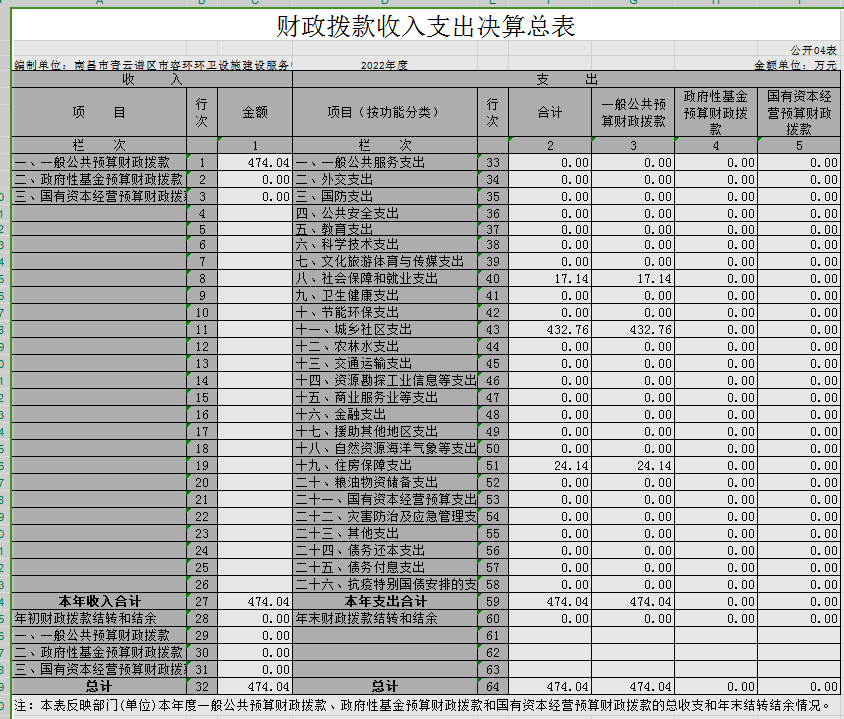 财政拨款收入支出决算总表
公开04表
编制单位：南昌市青云谱区市容环环卫设施建设服务 2022年度 金额单位：万元
收 入 支 出
项 目 行次 金额 项目（按功能分类） 行次 合计 一般公共预算财政拨款 政府性基金预算财政拨款 国有资本经营预算财政拨款
栏 次 1 栏 次 2 3 4 5
一、一般公共预算财政拨款 1 474.04 一、一般公共服务支出 33 0.00 0.00 0.00 0.00
二、政府性基金预算财政拨款 2 0.00 二、外交支出 34 0.00 0.00 0.00 0.00
三、国有资本经营预算财政拨 3 0.00 三、国防支出 35 0.00 0.00 0.00 0.00
4 四、公共安全支出 36 0.00 0.00 0.00 0.00
5 五、教育支出 37 0.00 0.00 0.00 0.00
6 六、科学技术支出 38 0.00 0.00 0.00 0.00
7 七、文化旅游体育与传媒支出 39 0.00 0.00 0.00 0.00
8 八、社会保障和就业支出 40 17.14 17.14 0.00 0.00
9 九、卫生健康支出 41 0.00 0.00 0.00 0.00
10 十、节能环保支出 42 0.00 0.00 0.00 0.00
11 十一、城乡社区支出 43 432.76 432.76 0.00 0.00
12 十二、农林水支出 44 0.00 0.00 0.00 0.00
13 十三、交通运输支出 45 0.00 0.00 0.00 0.00
14 十四、资源勘探工业信息等支出 46 0.00 0.00 0.00 0.00
15 十五、商业服务业等支出 47 0.00 0.00 0.00 0.00
16 十六、金融支出 48 0.00 0.00 0.00 0.00
17 十七、援助其他地区支出 49 0.00 0.00 0.00 0.00
18 十八、自然资源海洋气象等支出 50 0.00 0.00 0.00 0.00
19 十九、住房保障支出 51 24.14 24.14 0.00 0.00
20 二十、粮油物资储备支出 52 0.00 0.00 0.00 0.00
21 二十一、国有资本经营预算支出 53 0.00 0.00 0.00 0.00
22 二十二、灾害防治及应急管理支 54 0.00 0.00 0.00 0.00
23 二十三、其他支出 55 0.00 0.00 0.00 0.00
24 二十四、债务还本支出 56 0.00 0.00 0.00 0.00
25 二十五、债务付息支出 57 0.00 0.00 0.00 0.00
26 二十六、抗疫特别国债安排的支 58 0.00 0.00 0.00 0.00
本年收入合计 27 474.04 本年支出合计 59 474.04 474.04 0.00 0.00
年初财政拨款结转和结余 28 0.00 年末财政拨款结转和结余 60 0.00 0.00 0.00 0.00
一、一般公共预算财政拨款 29 0.00 61
二、政府性基金预算财政拨款 30 0.00 62
三、国有资本经营预算财政拨 31 0.00 63
总计 32 474.04 总计 64 474.04 474.04 0.00 0.00
注：本表反映部门(单位)本年度一般公共预算财政拨款、政府性基金预算财政拨款和国有资本经营预算财政拨款的总收支和年末结转结余情况。